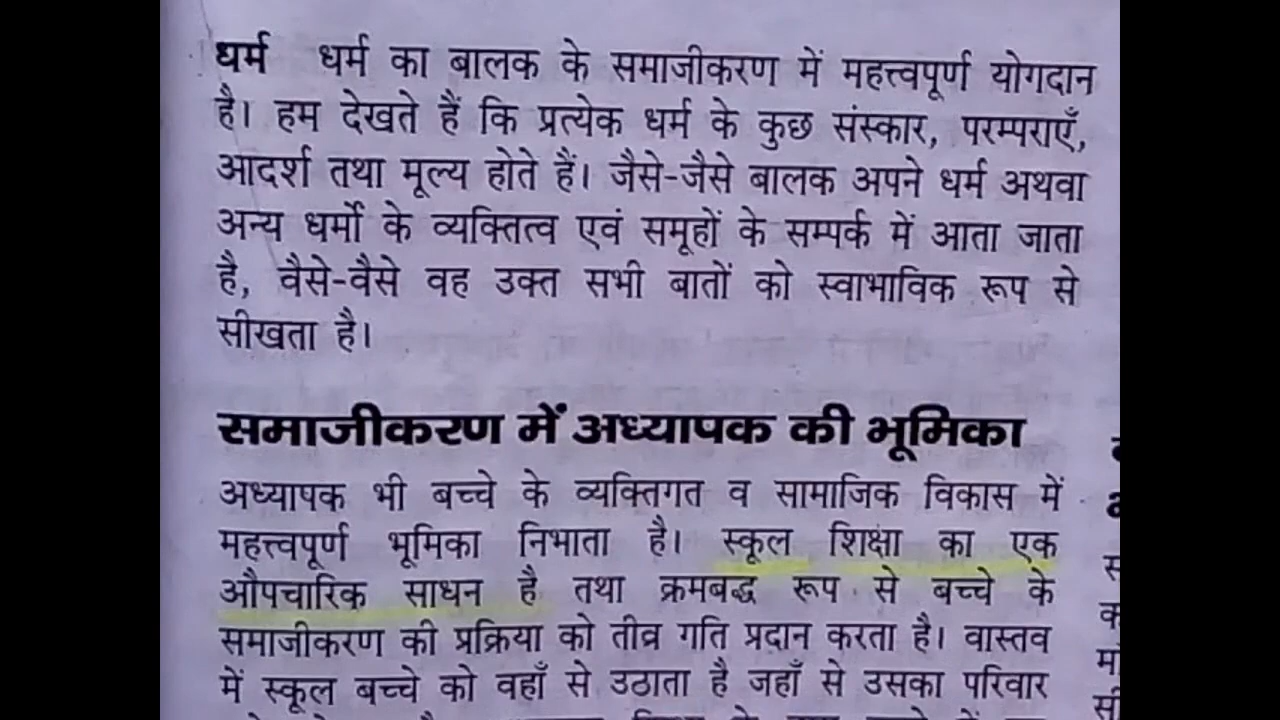 धर्म धर्म का बालक के समाजीकरण में महत्त्वपूर्ण योगदान
है। हम देखते हैं कि प्रत्येक धर्म के कुछ संस्कार, परम्पराएँ,
आदर्श तथा मूल्य होते हैं। जैसे-जैसे बालक अपने धर्म अथवा
अन्य धर्मों के व्यक्तित्व एवं समूहों के सम्पर्क में आता जाता
है, वैसे-वैसे वह उक्त सभी बातों को स्वाभाविक रूप से
सीखता है।
समाजीकरण में अध्यापक की भूमिका
अध्यापक भी बच्चे के व्यक्तिगत व सामाजिक विकास में
महत्त्वपूर्ण भूमिका निभाता है। स्कूल शिक्षा का एक
औपचारिक साधन है तथा क्रमबद्ध रूप से बच्चे के
समाजीकरण की प्रक्रिया को तीव्र गति प्रदान करता है। वास्तव
में स्कूल बच्चे को वहाँ से उठाता है जहाँ से उसका परिवार